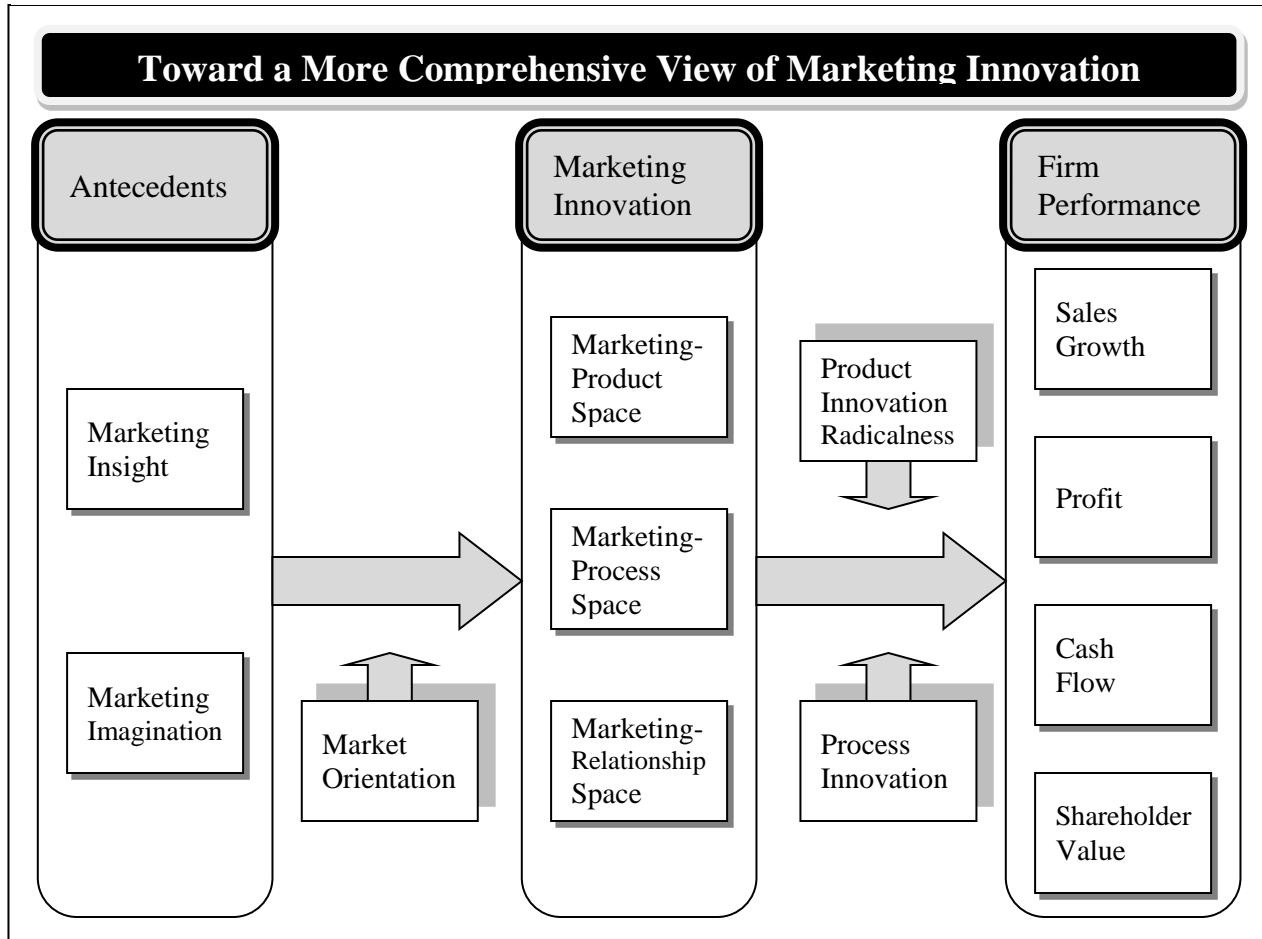 Toward a More Comprehensive View of Marketing Innovation
Antecedents
Marketing
Insight
Marketing
Imagination
Market
Orientation
Marketing
Innovation
Marketing-
Product
Space
Marketing-
Process
Space
Marketing-
Relationship
Space
Product
Innovation
Radicalness
Process
Innovation
Firm
Performance
Sales
Growth
Profit
Cash
Flow
Shareholder
Value